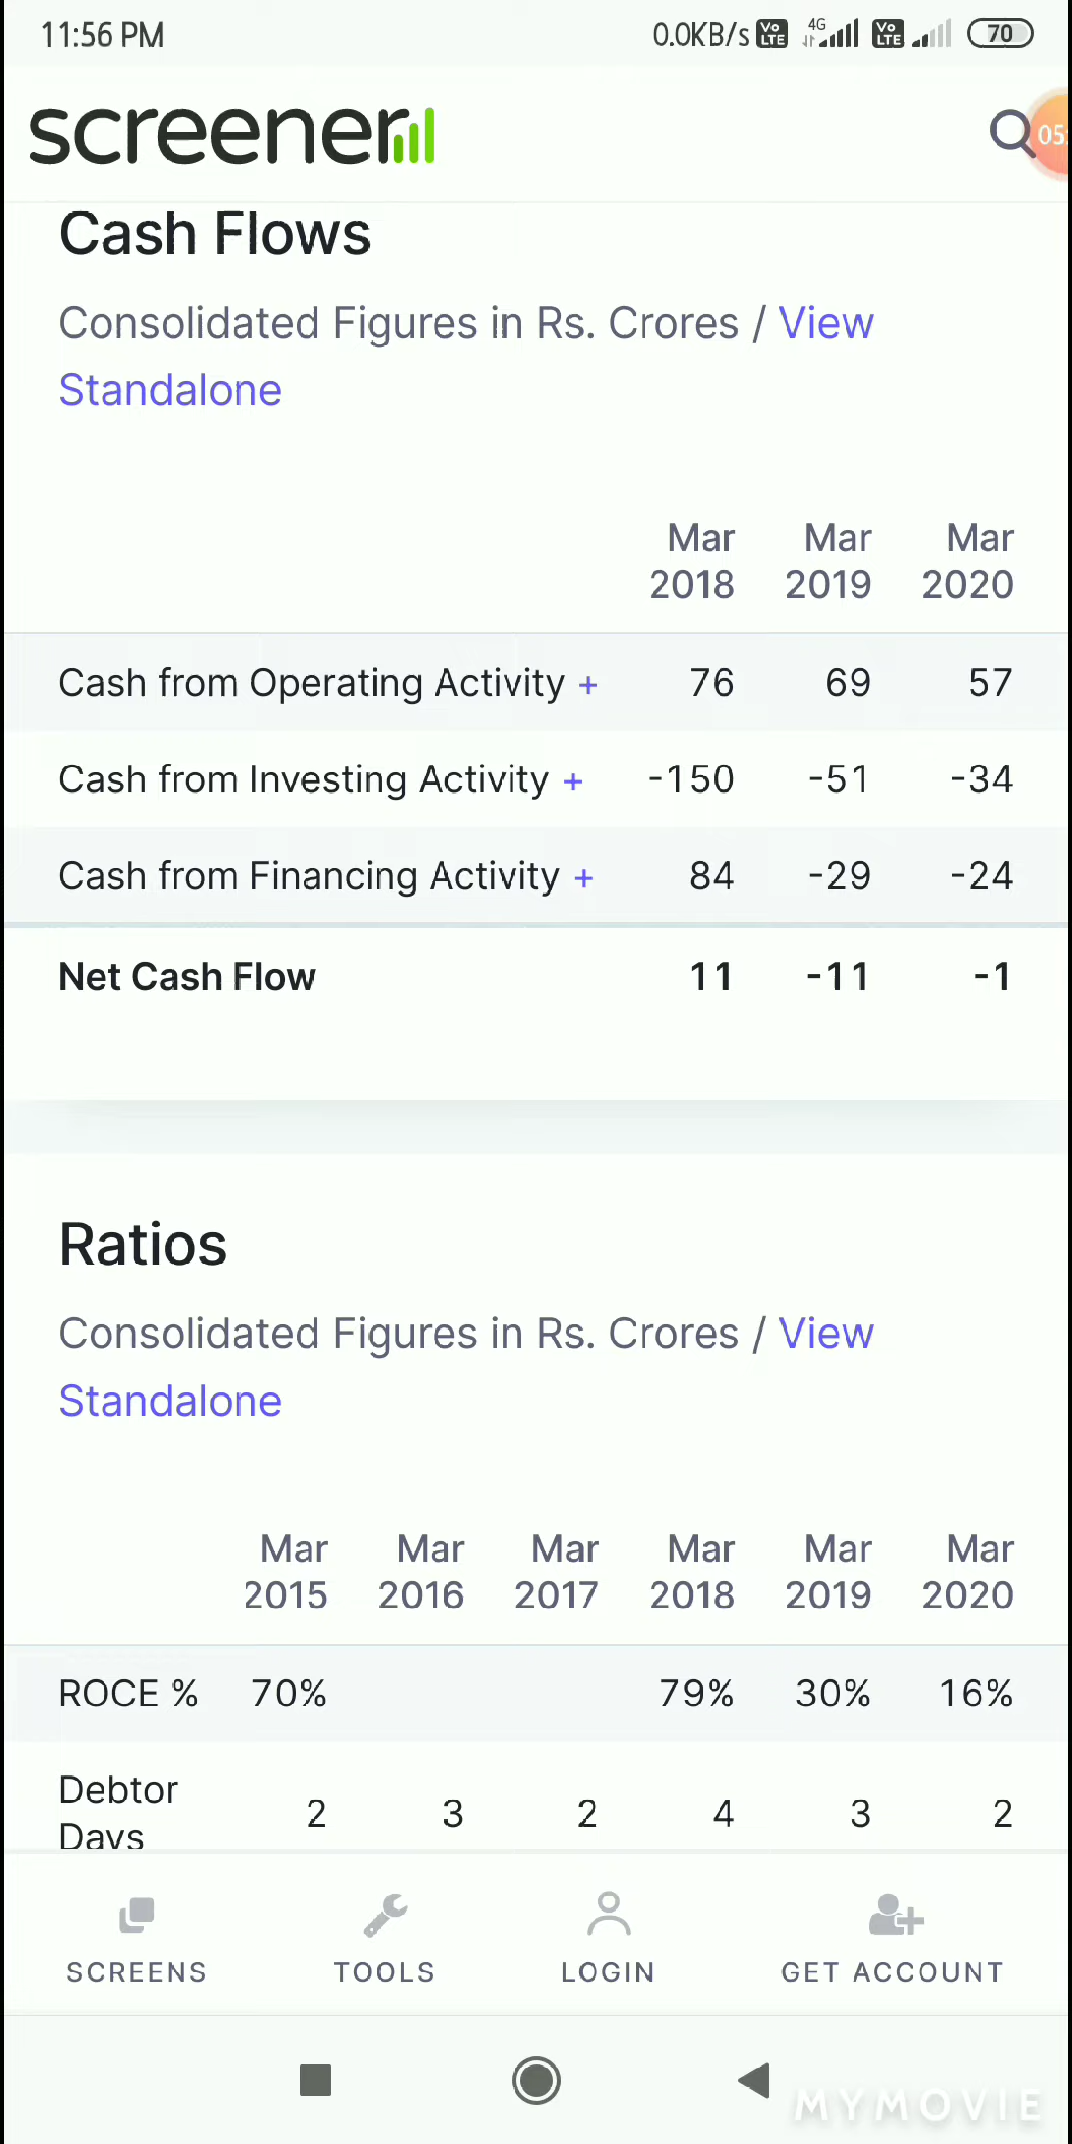 11:56 PM 0.0KB/s Vo LTE 4G Vo LTE 70
screener
05:
Cash Flows
Consolidated Figures in Rs. Crores / View
Standalone
Mar Mar Mar
2018 2019 2020
Cash from Operating Activity + 76 69 57
Cash from Investing Activity + -150 -51 -34
Cash from Financing Activity + 84 -29 -24
Net Cash Flow 11 -11 -1
Ratios
Consolidated Figures in Rs. Crores / View
Standalone
Mar Mar Mar Mar Mar Mar
2015 2016 2017 2018 2019 2020
ROCE % 70% 79% 30% 16%
Debtor
Days 2 3 2 4 3 2
SCREENS TOOLS LOGIN GET ACCOUNT
MYMOVIE